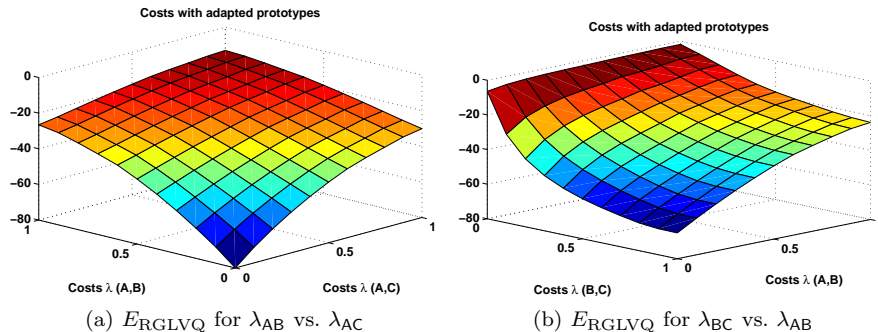 Costs with adapted prototypes
0
−20
−40
−60
−80
1
0.5
0
0
0.5
1
Costs λ (A,B)
Costs λ (A,C)
(a) E_RGLVQ for λ_AB vs. λ_AC
Costs with adapted prototypes
0
−20
−40
−60
−80
0
0.5
1
0
0.5
Costs λ (B,C)
Costs λ (A,B)
(b) E_RGLVQ for λ_BC vs. λ_AB